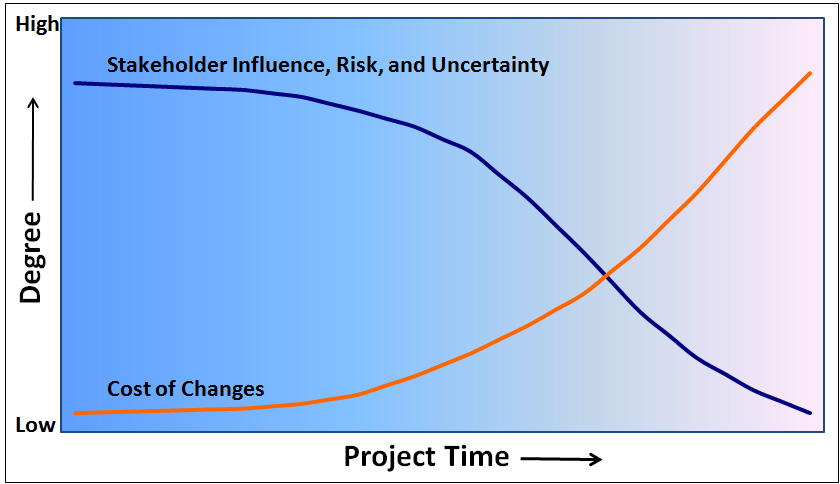 High
Stakeholder Influence, Risk, and Uncertainty
Degree
Cost of Changes
Low
Project Time